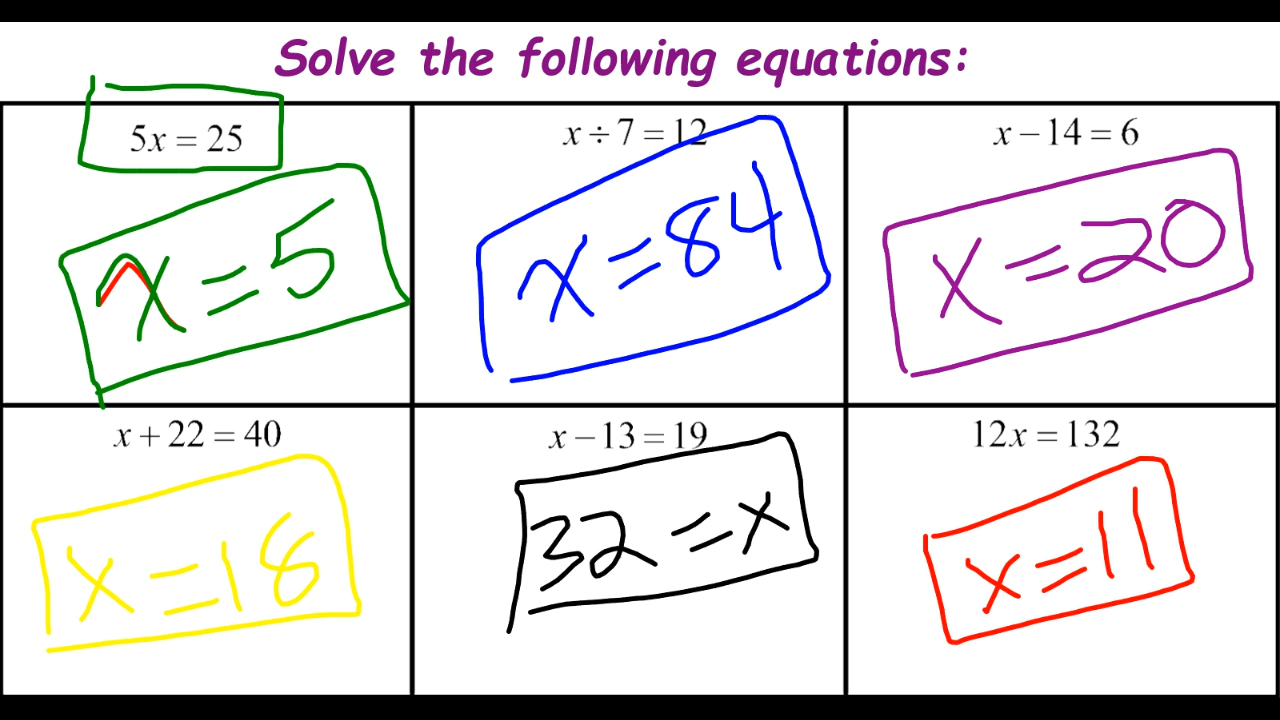 Solve the following equations:
5x = 25
x = 5
x ÷ 7 = 12
x = 84
x − 14 = 6
x = 20
x + 22 = 40
x = 18
x − 13 = 19
32 = x
12x = 132
x = 11